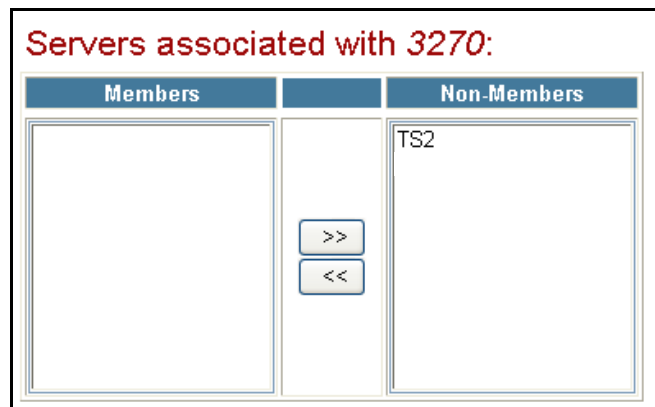 Servers associated with 3270:
Members Non-Members
TS2
>>
<<